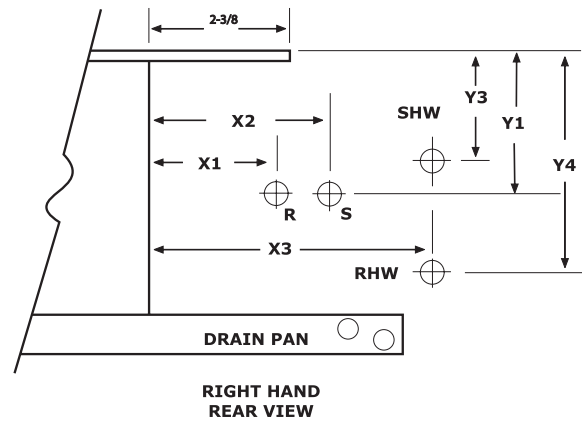 2-3/8
Y3
Y1
X2
SHW
Y4
X1
R
S
X3
RHW
DRAIN PAN
RIGHT HAND
REAR VIEW